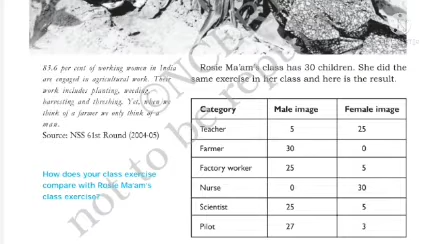 83.6 per cent of working women in India
are engaged in agricultural work. Their
work includes planting, weeding,
harvesting and threshing. Yet, when we
think of a farmer we only think of a
man.
Source: NSS 61st Round (2004-05)
How does your class exercise
compare with Rosie Ma'am's
class exercise?
Rosie Ma'am's class has 30 children. She did the
same exercise in her class and here is the result.
Category Male image Female image
Teacher 5 25
Farmer 30 0
Factory worker 25 5
Nurse 0 30
Scientist 25 5
Pilot 27 3
not to be rep